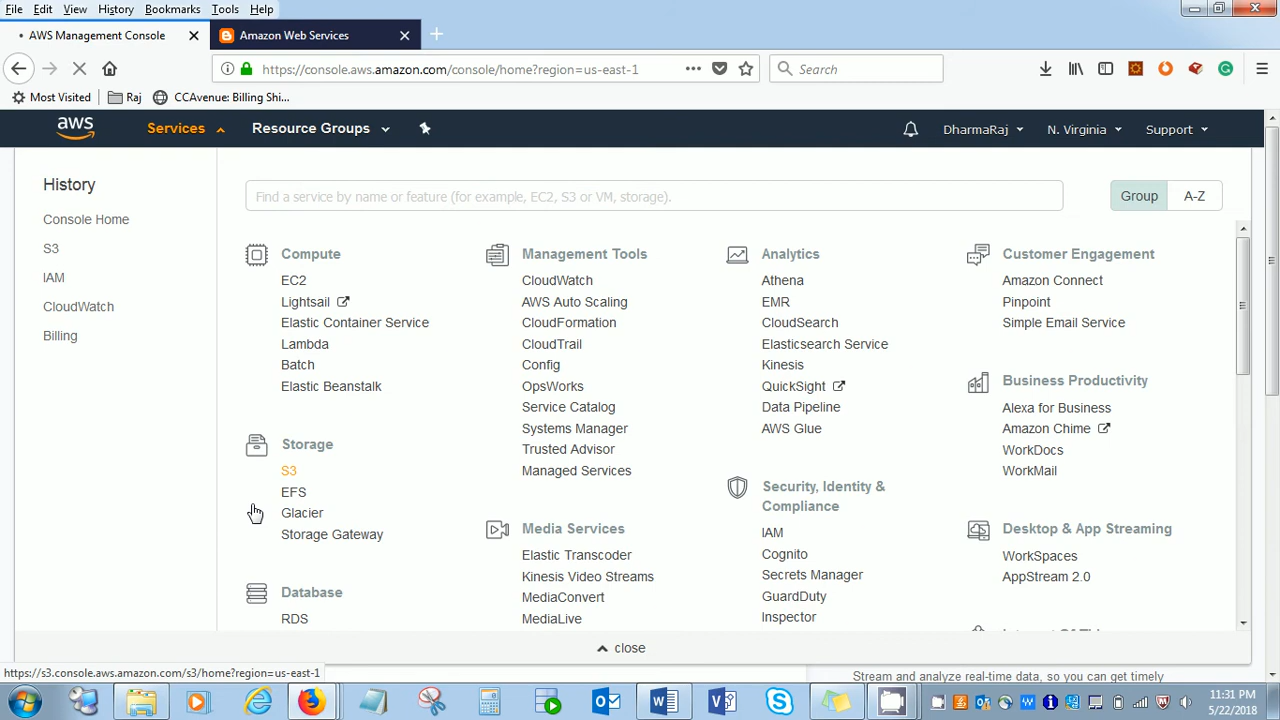 File Edit View History Bookmarks Tools Help
AWS Management Console
Amazon Web Services
https://console.aws.amazon.com/console/home?region=us-east-1
Search
Most Visited
Raj
CCAvenue: Billing Shi...
aws
Services
Resource Groups
DharmaRaj
N. Virginia
Support
History
Console Home
S3
IAM
CloudWatch
Billing
Find a service by name or feature (for example, EC2, S3 or VM, storage).
Group
A-Z
Compute
EC2
Lightsail
Elastic Container Service
Lambda
Batch
Elastic Beanstalk
Storage
S3
EFS
Glacier
Storage Gateway
Database
RDS
Management Tools
CloudWatch
AWS Auto Scaling
CloudFormation
CloudTrail
Config
OpsWorks
Service Catalog
Systems Manager
Trusted Advisor
Managed Services
Media Services
Elastic Transcoder
Kinesis Video Streams
MediaConvert
MediaLive
Analytics
Athena
EMR
CloudSearch
Elasticsearch Service
Kinesis
QuickSight
Data Pipeline
AWS Glue
Security, Identity &
Compliance
IAM
Cognito
Secrets Manager
GuardDuty
Inspector
Customer Engagement
Amazon Connect
Pinpoint
Simple Email Service
Business Productivity
Alexa for Business
Amazon Chime
WorkDocs
WorkMail
Desktop & App Streaming
WorkSpaces
AppStream 2.0
close
https://s3.console.aws.amazon.com/s3/home?region=us-east-1
Stream and analyze real-time data, so you can get timely
11:31 PM
5/22/2018